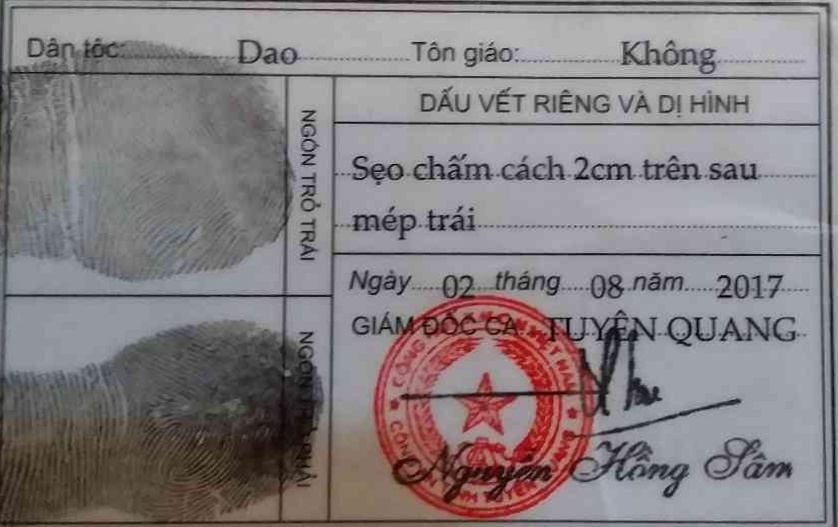 Dân tộc: Dao Tôn giáo: Không
DẤU VẾT RIÊNG VÀ DỊ HÌNH
NGÓN TRỎ TRÁI
Sẹo chấm cách 2cm trên sau
mép trái
Ngày 02 tháng 08 năm 2017
GIÁM ĐỐC CA. TUYÊN QUANG
NGÓN TRỎ PHẢI
Nguyễn Hồng Sâm